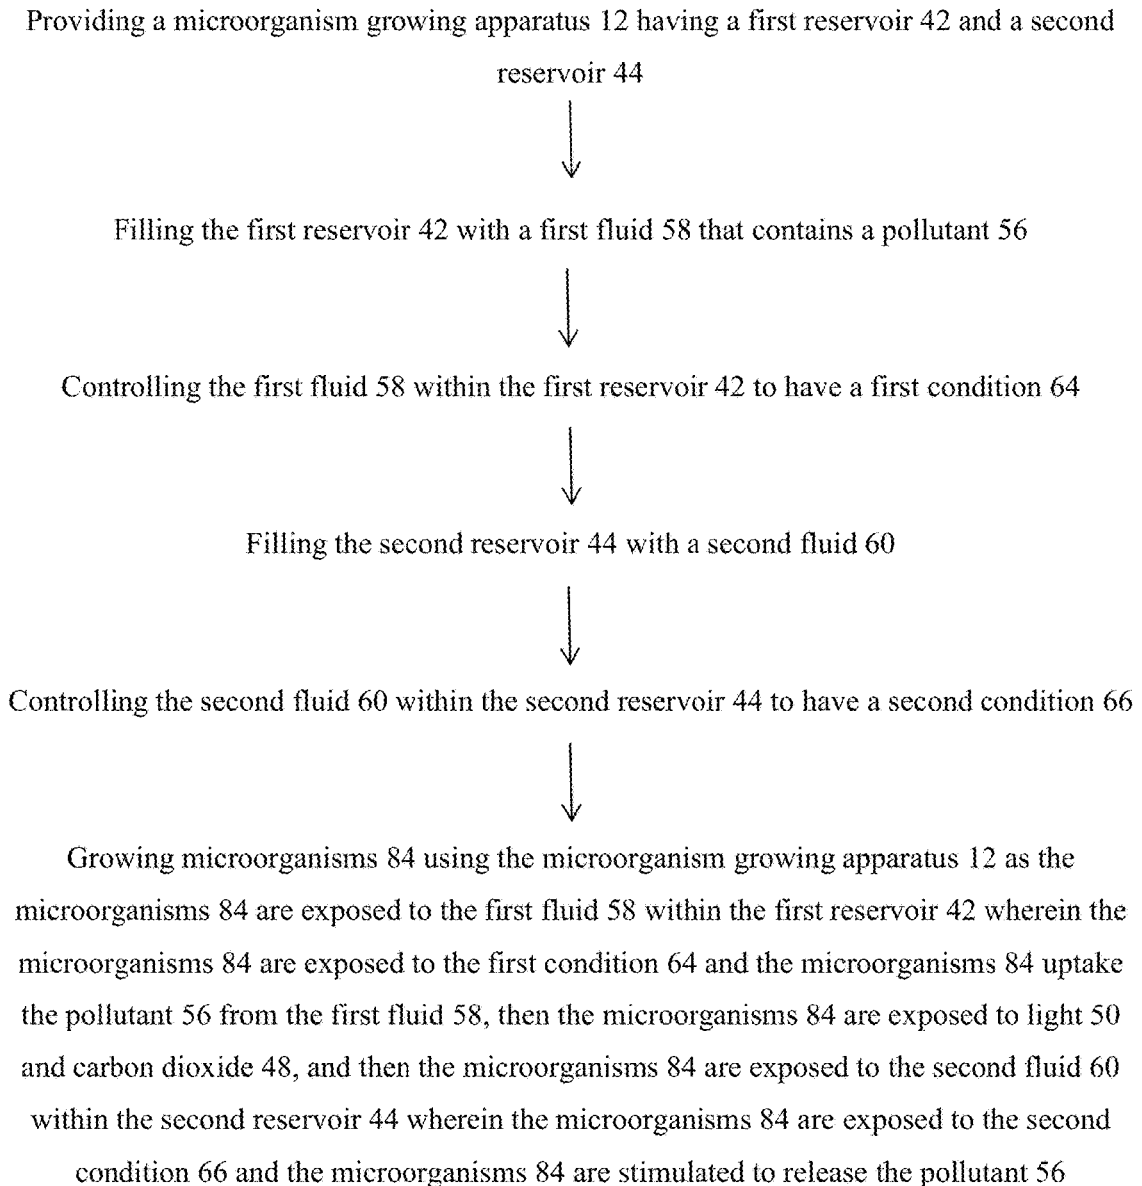 Providing a microorganism growing apparatus 12 having a first reservoir 42 and a second
reservoir 44
Filling the first reservoir 42 with a first fluid 58 that contains a pollutant 56
Controlling the first fluid 58 within the first reservoir 42 to have a first condition 64
Filling the second reservoir 44 with a second fluid 60
Controlling the second fluid 60 within the second reservoir 44 to have a second condition 66
Growing microorganisms 84 using the microorganism growing apparatus 12 as the
microorganisms 84 are exposed to the first fluid 58 within the first reservoir 42 wherein the
microorganisms 84 are exposed to the first condition 64 and the microorganisms 84 uptake
the pollutant 56 from the first fluid 58, then the microorganisms 84 are exposed to light 50
and carbon dioxide 48, and then the microorganisms 84 are exposed to the second fluid 60
within the second reservoir 44 wherein the microorganisms 84 are exposed to the second
condition 66 and the microorganisms 84 are stimulated to release the pollutant 56